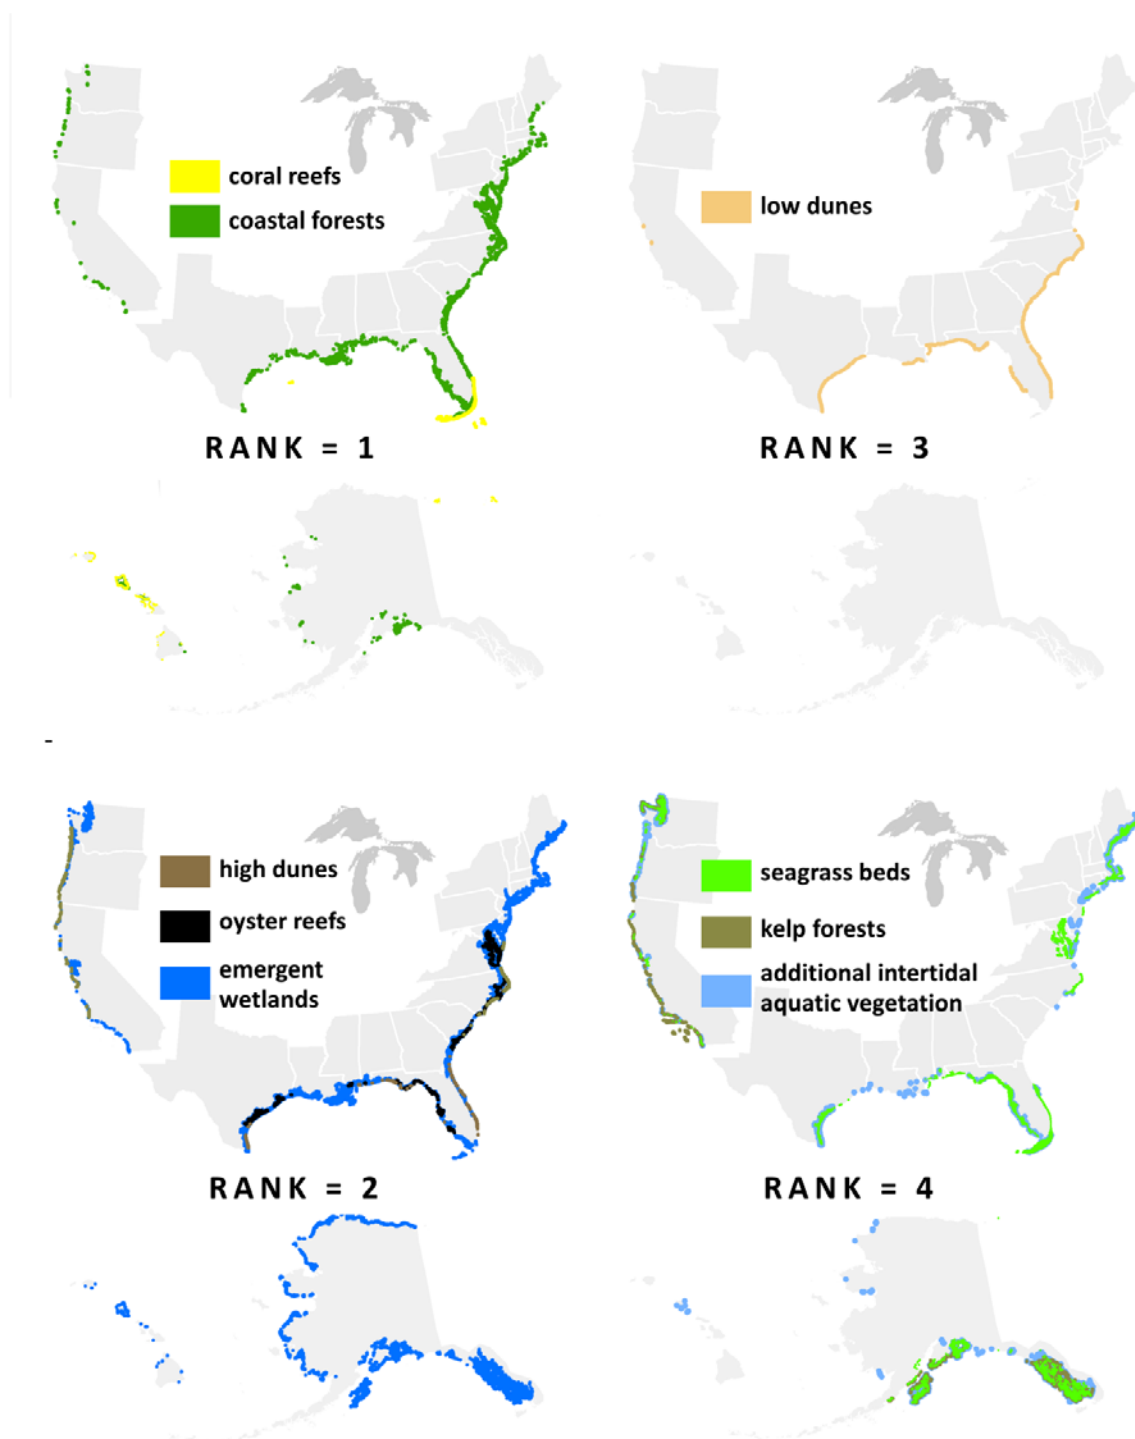 coral reefs
coastal forests
RANK = 1
low dunes
RANK = 3
-
high dunes
oyster reefs
emergent
wetlands
RANK = 2
seagrass beds
kelp forests
additional intertidal
aquatic vegetation
RANK = 4